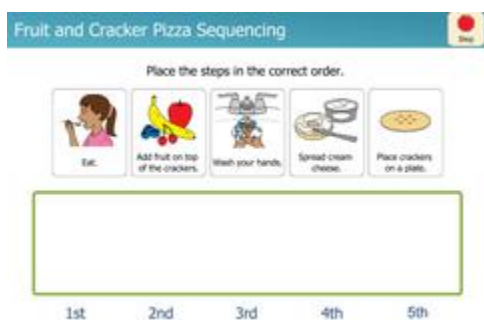 Fruit and Cracker Pizza Sequencing
Stop
Place the steps in the correct order.
Eat.
Add fruit on top
of the crackers.
Wash your hands.
Spread cream
cheese.
Place crackers
on a plate.
1st 2nd 3rd 4th 5th